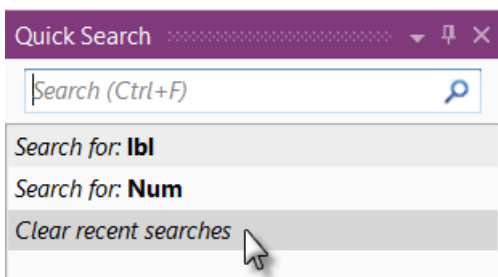 Quick Search
Search (Ctrl+F)
Search for: lbl
Search for: Num
Clear recent searches